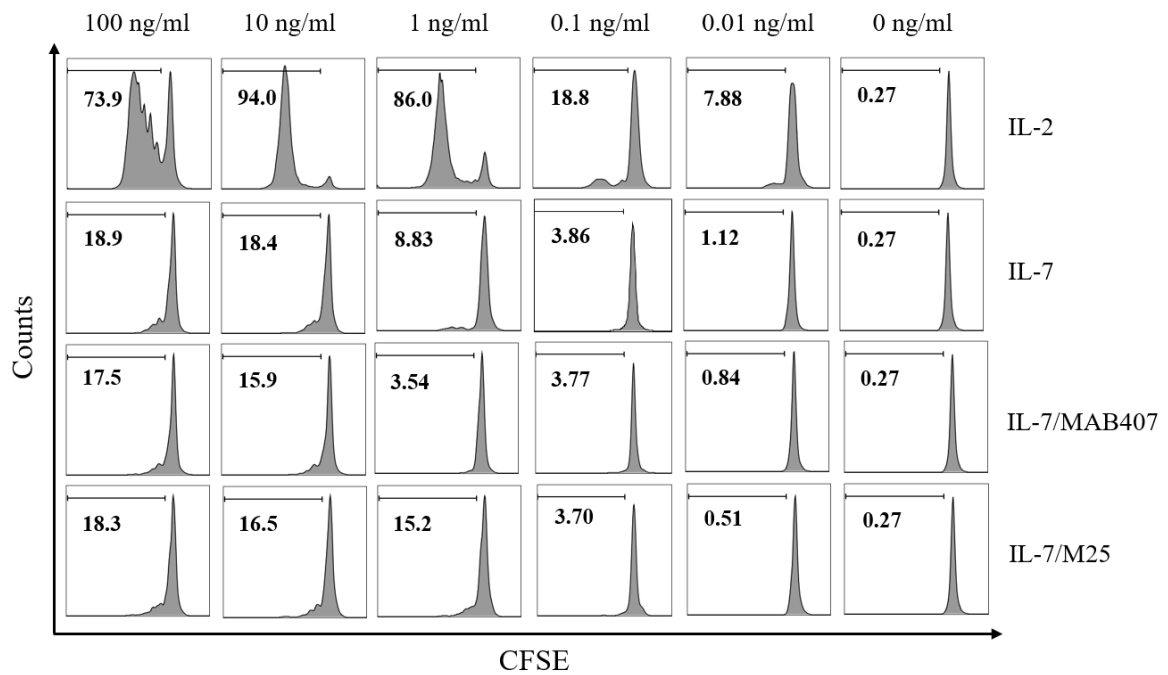 100 ng/ml 10 ng/ml 1 ng/ml 0.1 ng/ml 0.01 ng/ml 0 ng/ml
73.9 94.0 86.0 18.8 7.88 0.27 IL-2
18.9 18.4 8.83 3.86 1.12 0.27 IL-7
17.5 15.9 3.54 3.77 0.84 0.27 IL-7/MAB407
18.3 16.5 15.2 3.70 0.51 0.27 IL-7/M25
Counts
CFSE